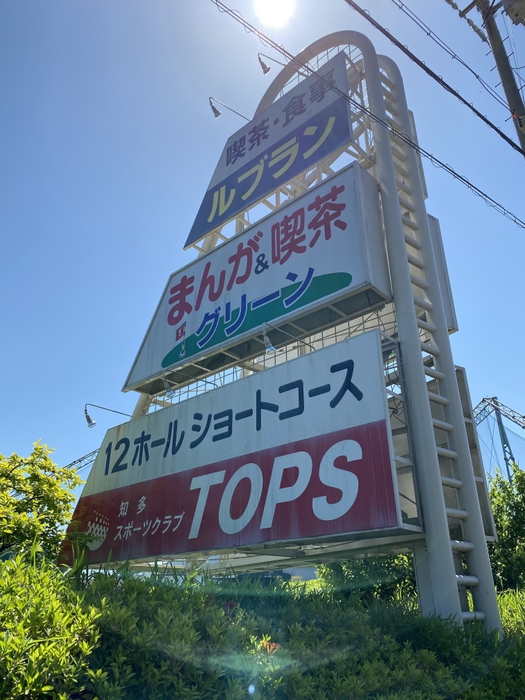 喫茶・食事
ルブラン
まんが&喫茶
グリーン
12ホール ショートコース
知多
スポーツクラブ
TOPS